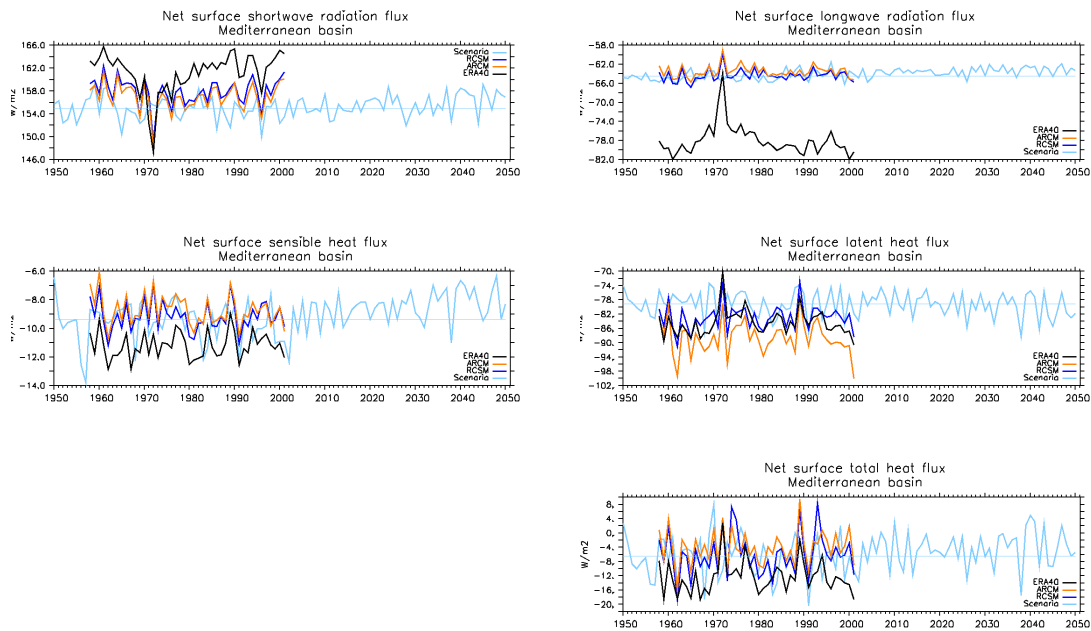 Net surface shortwave radiation flux
Mediterranean basin
166.0
162.0
158.0
154.0
150.0
146.0
w/m2
Scenaria
RCSM
ARCM
ERA40
1950 1960 1970 1980 1990 2000 2010 2020 2030 2040 2050
Net surface longwave radiation flux
Mediterranean basin
-58.0
-62.0
-66.0
-70.0
-74.0
-78.0
-82.0
ERA40
ARCM
RCSM
Scenaria
1950 1960 1970 1980 1990 2000 2010 2020 2030 2040 2050
Net surface sensible heat flux
Mediterranean basin
-6.0
-8.0
-10.0
-12.0
-14.0
ERA40
ARCM
RCSM
Scenaria
1950 1960 1970 1980 1990 2000 2010 2020 2030 2040 2050
Net surface latent heat flux
Mediterranean basin
-70.
-74.
-78.
-82.
-86.
-90.
-94.
-98.
-102.
ERA40
ARCM
RCSM
Scenaria
1950 1960 1970 1980 1990 2000 2010 2020 2030 2040 2050
Net surface total heat flux
Mediterranean basin
8.
4.
0.
-4.
-8.
-12.
-16.
-20.
W/m2
ERA40
ARCM
RCSM
Scenaria
1950 1960 1970 1980 1990 2000 2010 2020 2030 2040 2050